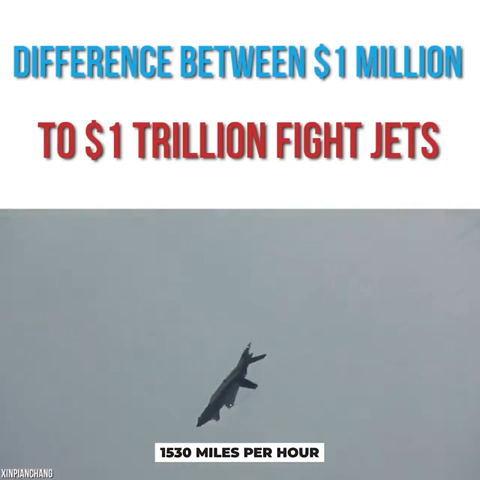 DIFFERENCE BETWEEN $1 MILLION
TO $1 TRILLION FIGHT JETS
1530 MILES PER HOUR
XINPIANCHANG